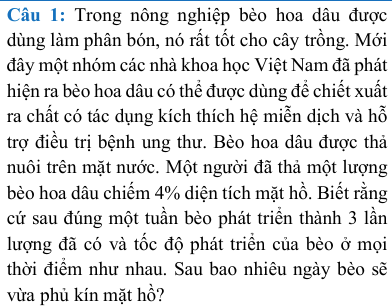 Câu 1: Trong nông nghiệp bèo hoa dâu được
dùng làm phân bón, nó rất tốt cho cây trồng. Mới
đây một nhóm các nhà khoa học Việt Nam đã phát
hiện ra bèo hoa dâu có thể được dùng để chiết xuất
ra chất có tác dụng kích thích hệ miễn dịch và hỗ
trợ điều trị bệnh ung thư. Bèo hoa dâu được thả
nuôi trên mặt nước. Một người đã thả một lượng
bèo hoa dâu chiếm 4% diện tích mặt hồ. Biết rằng
cứ sau đúng một tuần bèo phát triển thành 3 lần
lượng đã có và tốc độ phát triển của bèo ở mọi
thời điểm như nhau. Sau bao nhiêu ngày bèo sẽ
vừa phủ kín mặt hồ?